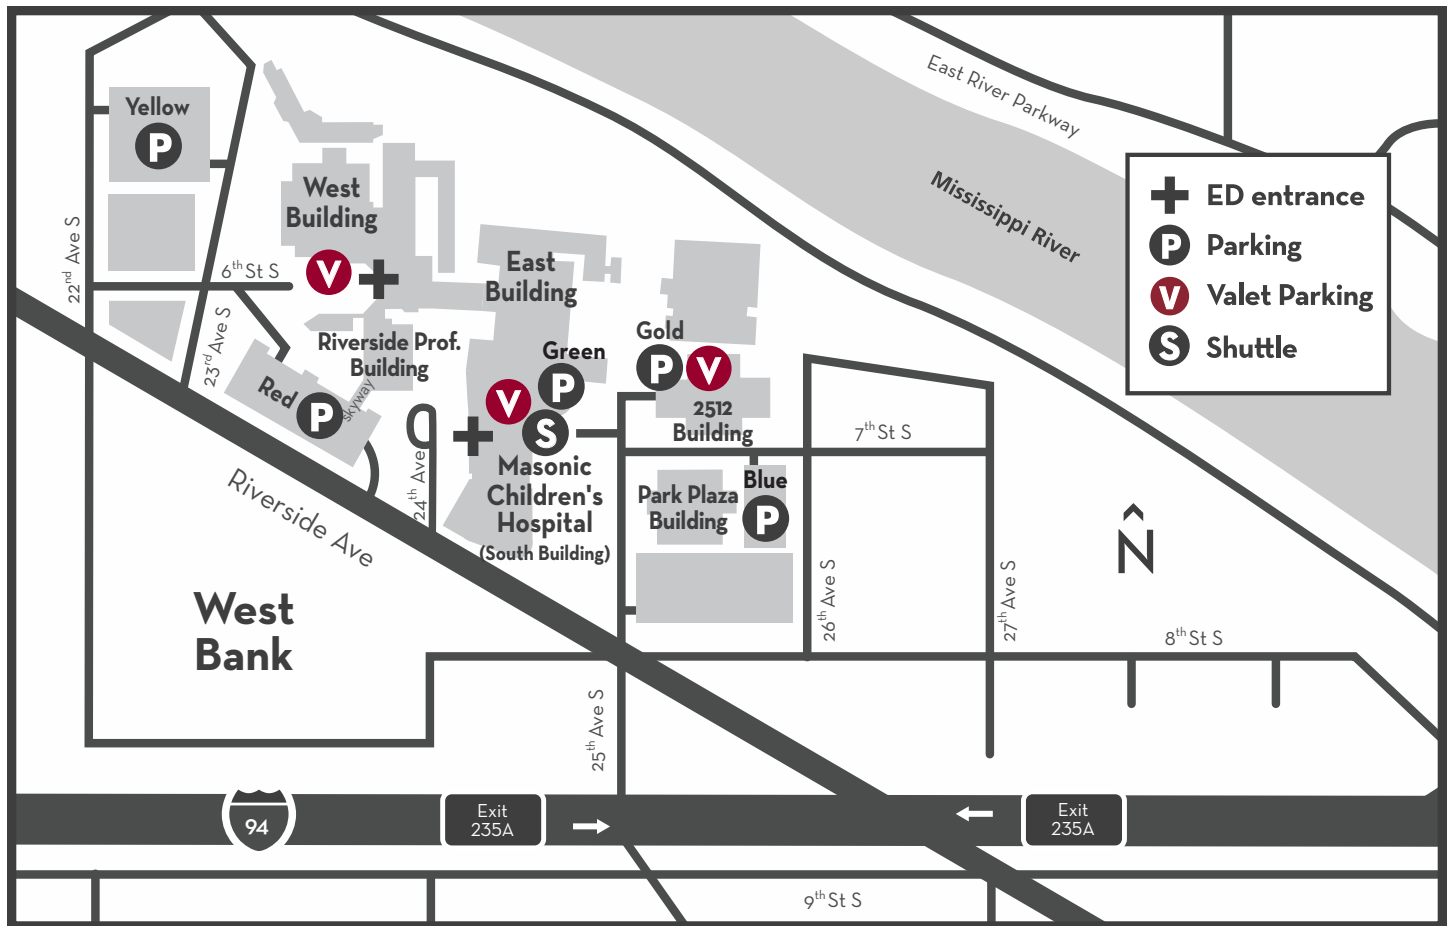 East River Parkway
Mississippi River
ED entrance
P Parking
V Valet Parking
S Shuttle
Yellow
P
West
Building
22nd Ave S
6th St S
V
East
Building
23rd Ave S
Riverside Prof.
Building
Gold
P
V
Green
P
Red
P
skyway
V
S
2512
Building
7th St S
24th Ave
Masonic
Children's
Hospital
(South Building)
Park Plaza
Building
Blue
P
Riverside Ave
N
West
Bank
26th Ave S
27th Ave S
8th St S
25th Ave S
94
Exit
235A
Exit
235A
9th St S